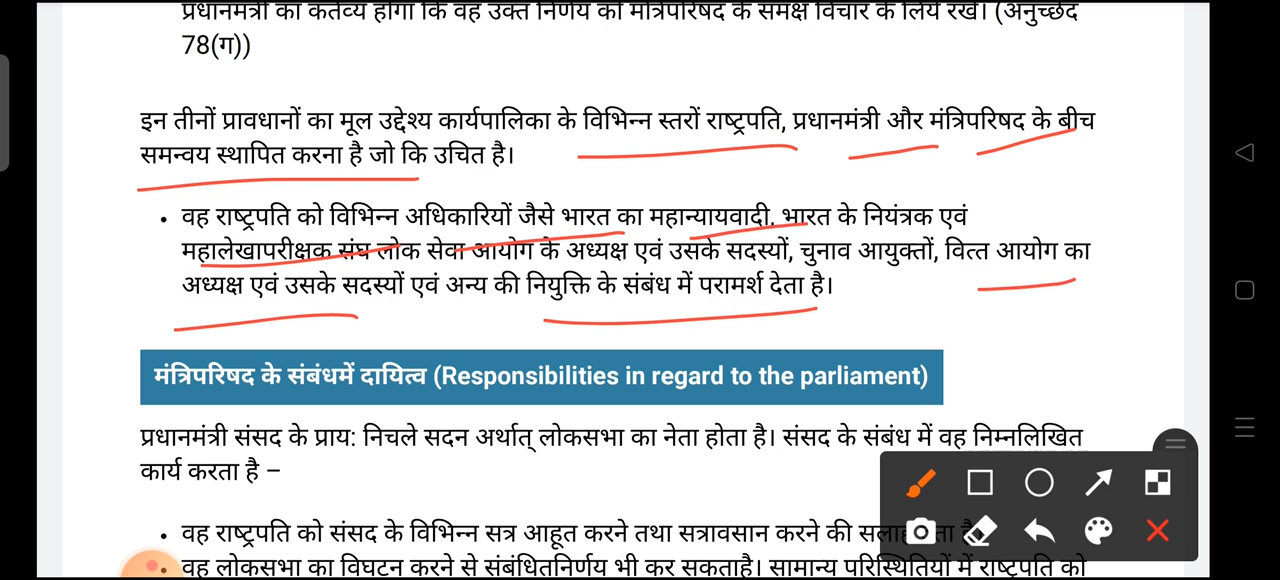 प्रधानमंत्री का कर्तव्य होगा कि वह उक्त निर्णय को मंत्रिपरिषद के समक्ष विचार के लिये रखे। (अनुच्छेद
78(ग))
इन तीनों प्रावधानों का मूल उद्देश्य कार्यपालिका के विभिन्न स्तरों राष्ट्रपति, प्रधानमंत्री और मंत्रिपरिषद के बीच
समन्वय स्थापित करना है जो कि उचित है।
• वह राष्ट्रपति को विभिन्न अधिकारियों जैसे भारत का महान्यायवादी, भारत के नियंत्रक एवं
महालेखापरीक्षक संघ लोक सेवा आयोग के अध्यक्ष एवं उसके सदस्यों, चुनाव आयुक्तों, वित्त आयोग का
अध्यक्ष एवं उसके सदस्यों एवं अन्य की नियुक्ति के संबंध में परामर्श देता है।
मंत्रिपरिषद के संबंधमें दायित्व (Responsibilities in regard to the parliament)
प्रधानमंत्री संसद के प्राय: निचले सदन अर्थात् लोकसभा का नेता होता है। संसद के संबंध में वह निम्नलिखित
कार्य करता है –
• वह राष्ट्रपति को संसद के विभिन्न सत्र आहूत करने तथा सत्रावसान करने की
• वह लोकसभा का विघटन करने से संबंधितनिर्णय भी कर सकताहै। सामान्य परिस्थितियों में राष्ट्रपति को